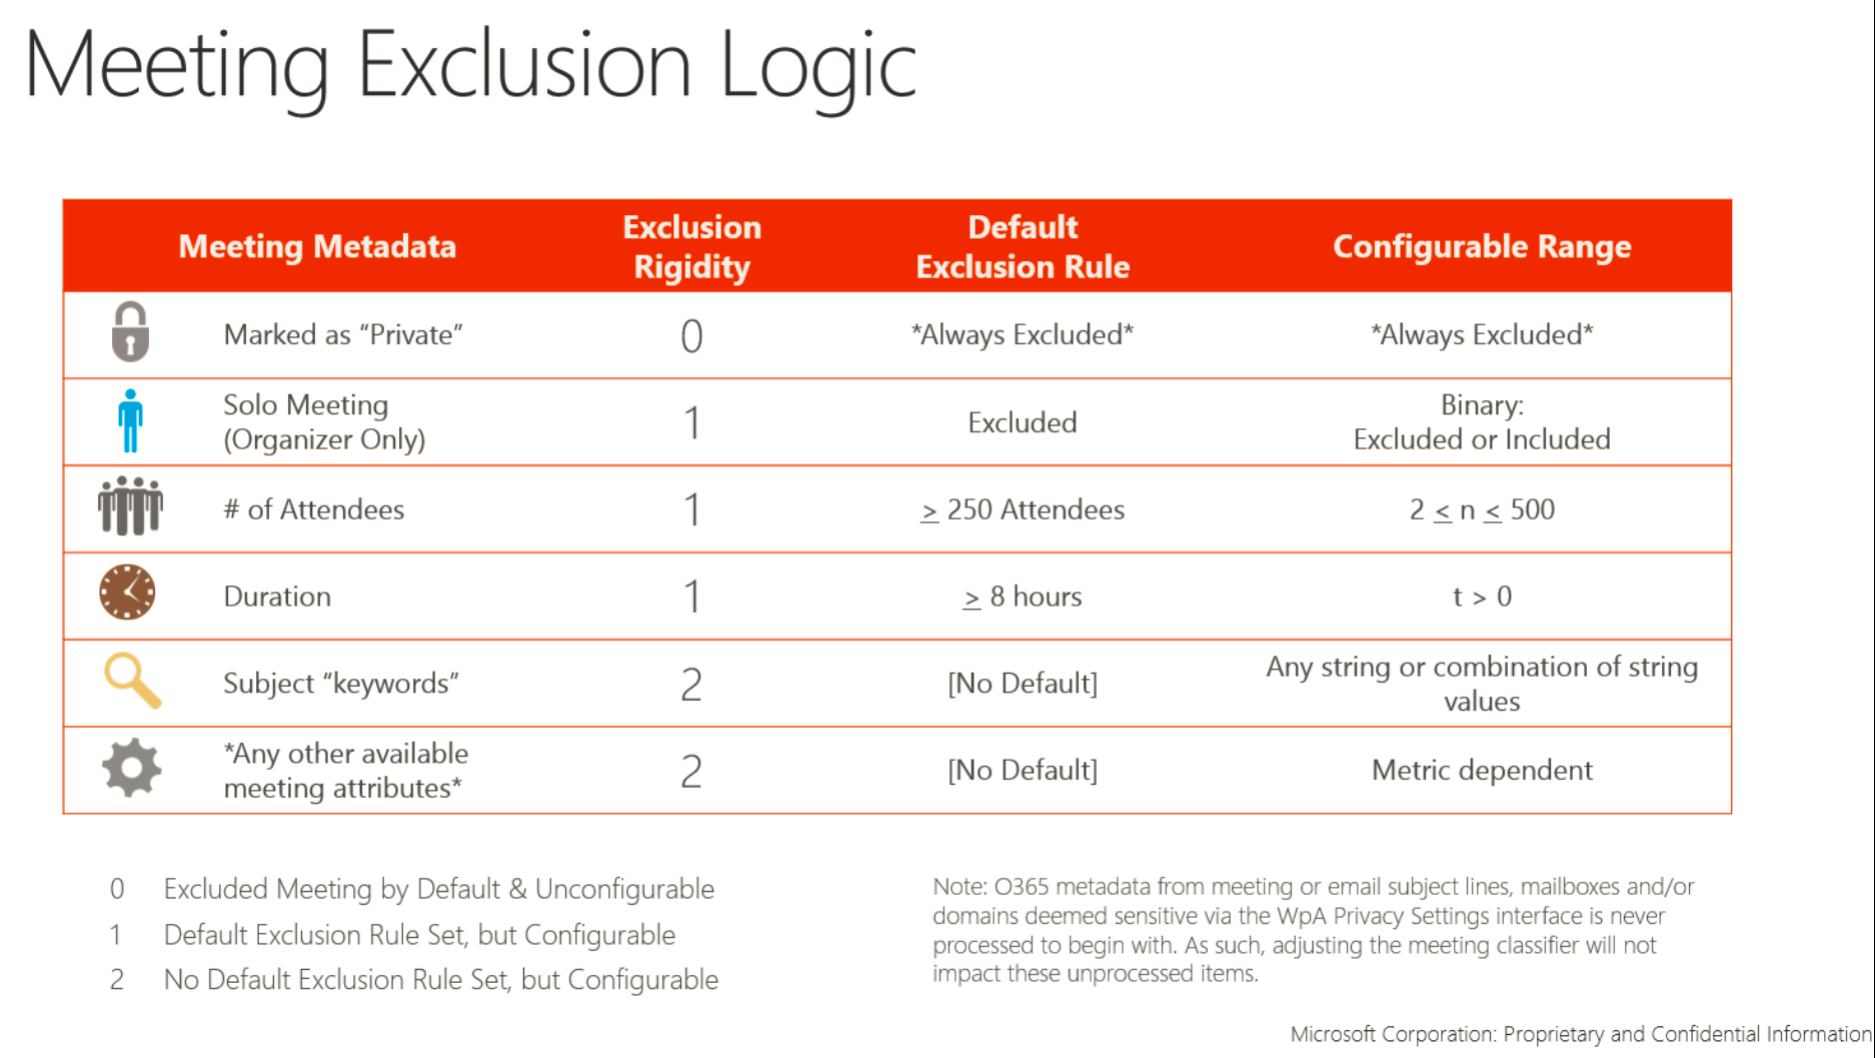 Meeting Exclusion Logic
Meeting Metadata
Exclusion
Rigidity
Default
Exclusion Rule
Configurable Range
Marked as “Private”
0
*Always Excluded*
*Always Excluded*
Solo Meeting
(Organizer Only)
1
Excluded
Binary:
Excluded or Included
# of Attendees
1
≥ 250 Attendees
2 ≤ n ≤ 500
Duration
1
≥ 8 hours
t > 0
Subject “keywords”
2
[No Default]
Any string or combination of string
values
*Any other available
meeting attributes*
2
[No Default]
Metric dependent
0 Excluded Meeting by Default & Unconfigurable
1 Default Exclusion Rule Set, but Configurable
2 No Default Exclusion Rule Set, but Configurable
Note: O365 metadata from meeting or email subject lines, mailboxes and/or
domains deemed sensitive via the WpA Privacy Settings interface is never
processed to begin with. As such, adjusting the meeting classifier will not
impact these unprocessed items.
Microsoft Corporation: Proprietary and Confidential Information